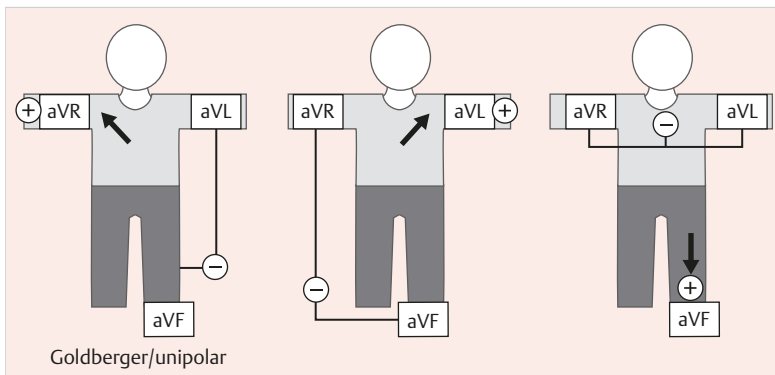 + aVR aVL
−
aVF
aVR aVL +
−
aVF
aVR − aVL
+
aVF
Goldberger/unipolar